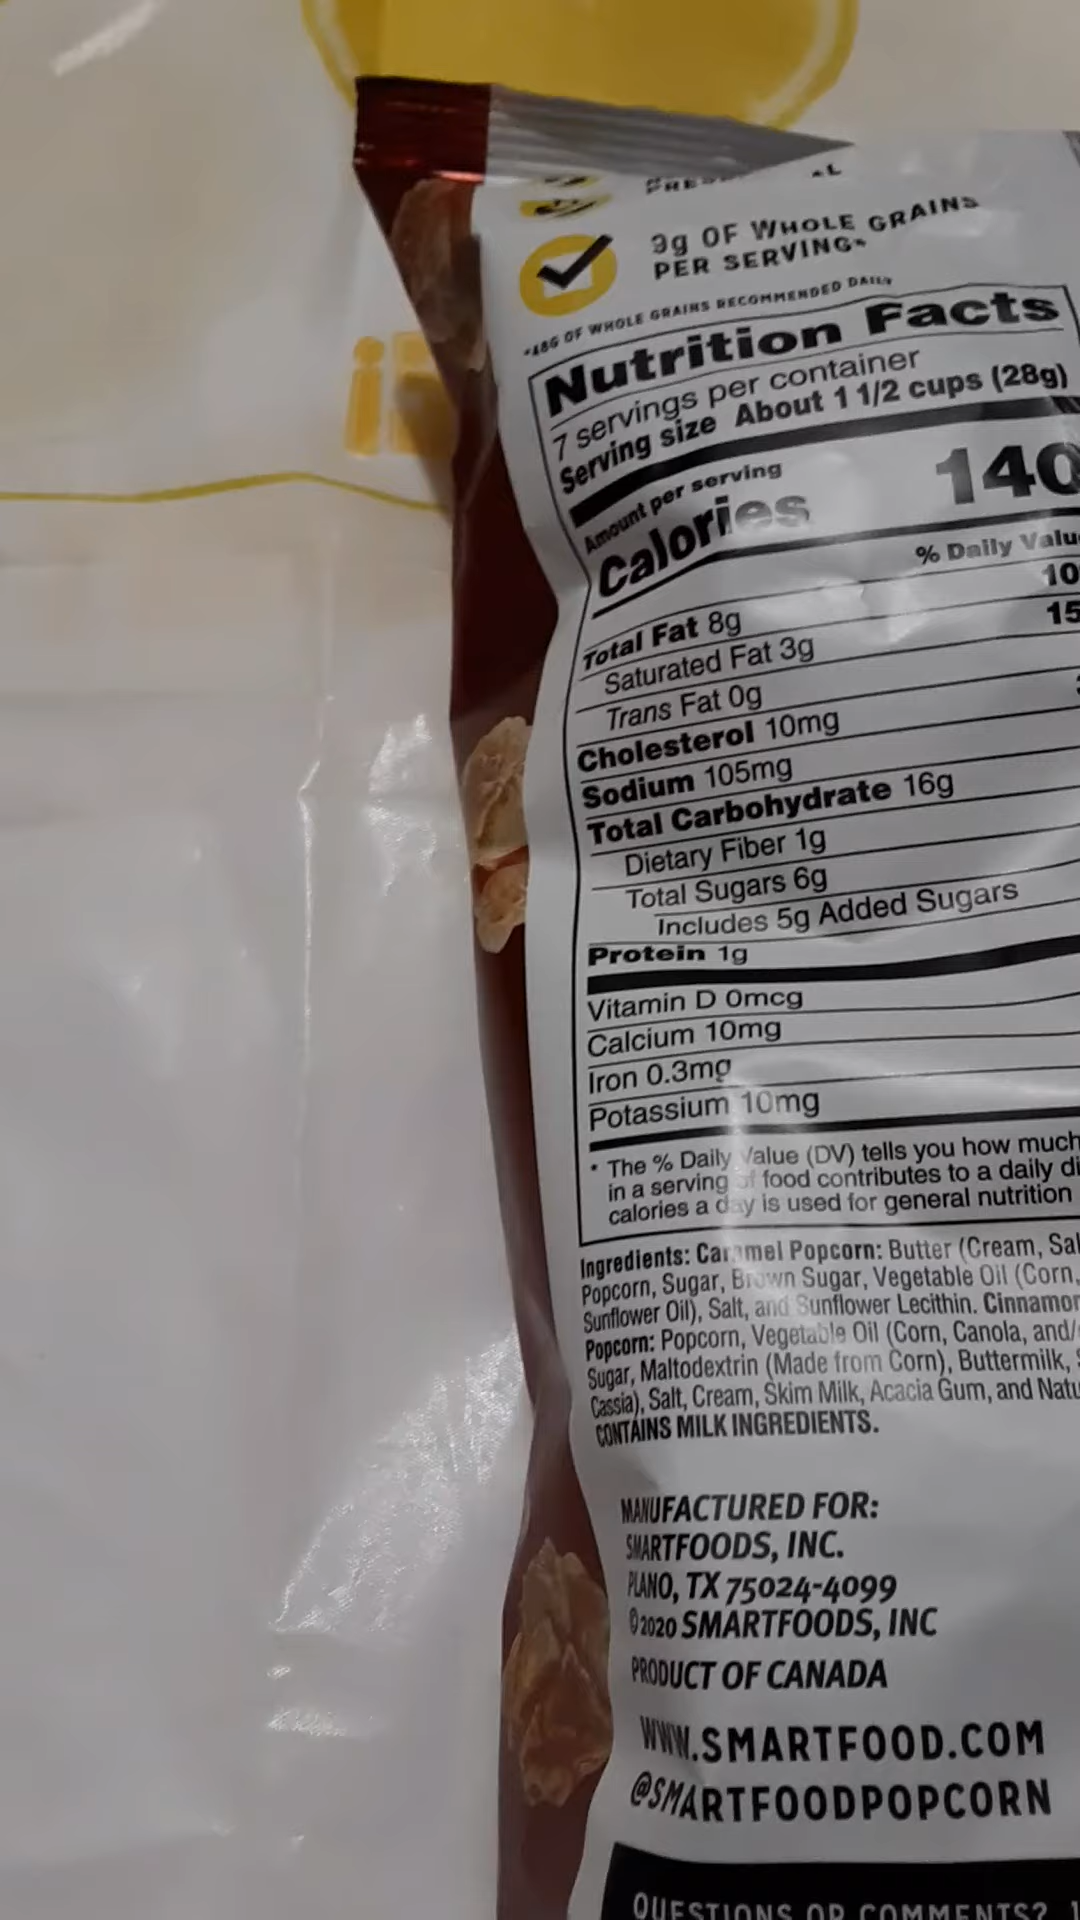 9g OF WHOLE GRAINS
PER SERVING*
*48G OF WHOLE GRAINS RECOMMENDED DAILY
Nutrition Facts
7 servings per container
Serving size About 1 1/2 cups (28g)
Amount per serving
Calories 140
% Daily Valu
Total Fat 8g 10
Saturated Fat 3g 15
Trans Fat 0g
Cholesterol 10mg
Sodium 105mg
Total Carbohydrate 16g
Dietary Fiber 1g
Total Sugars 6g
Includes 5g Added Sugars
Protein 1g
Vitamin D 0mcg
Calcium 10mg
Iron 0.3mg
Potassium 10mg
* The % Daily Value (DV) tells you how much
in a serving of food contributes to a daily di
calories a day is used for general nutrition
Ingredients: Caramel Popcorn: Butter (Cream, Sal
Popcorn, Sugar, Brown Sugar, Vegetable Oil (Corn,
Sunflower Oil), Salt, and Sunflower Lecithin. Cinnamon
Popcorn: Popcorn, Vegetable Oil (Corn, Canola, and/
Sugar, Maltodextrin (Made from Corn), Buttermilk,
Cassia), Salt, Cream, Skim Milk, Acacia Gum, and Natu
CONTAINS MILK INGREDIENTS.
MANUFACTURED FOR:
SMARTFOODS, INC.
PLANO, TX 75024-4099
©2020 SMARTFOODS, INC
PRODUCT OF CANADA
WWW.SMARTFOOD.COM
@SMARTFOODPOPCORN
QUESTIONS OR COMMENTS?